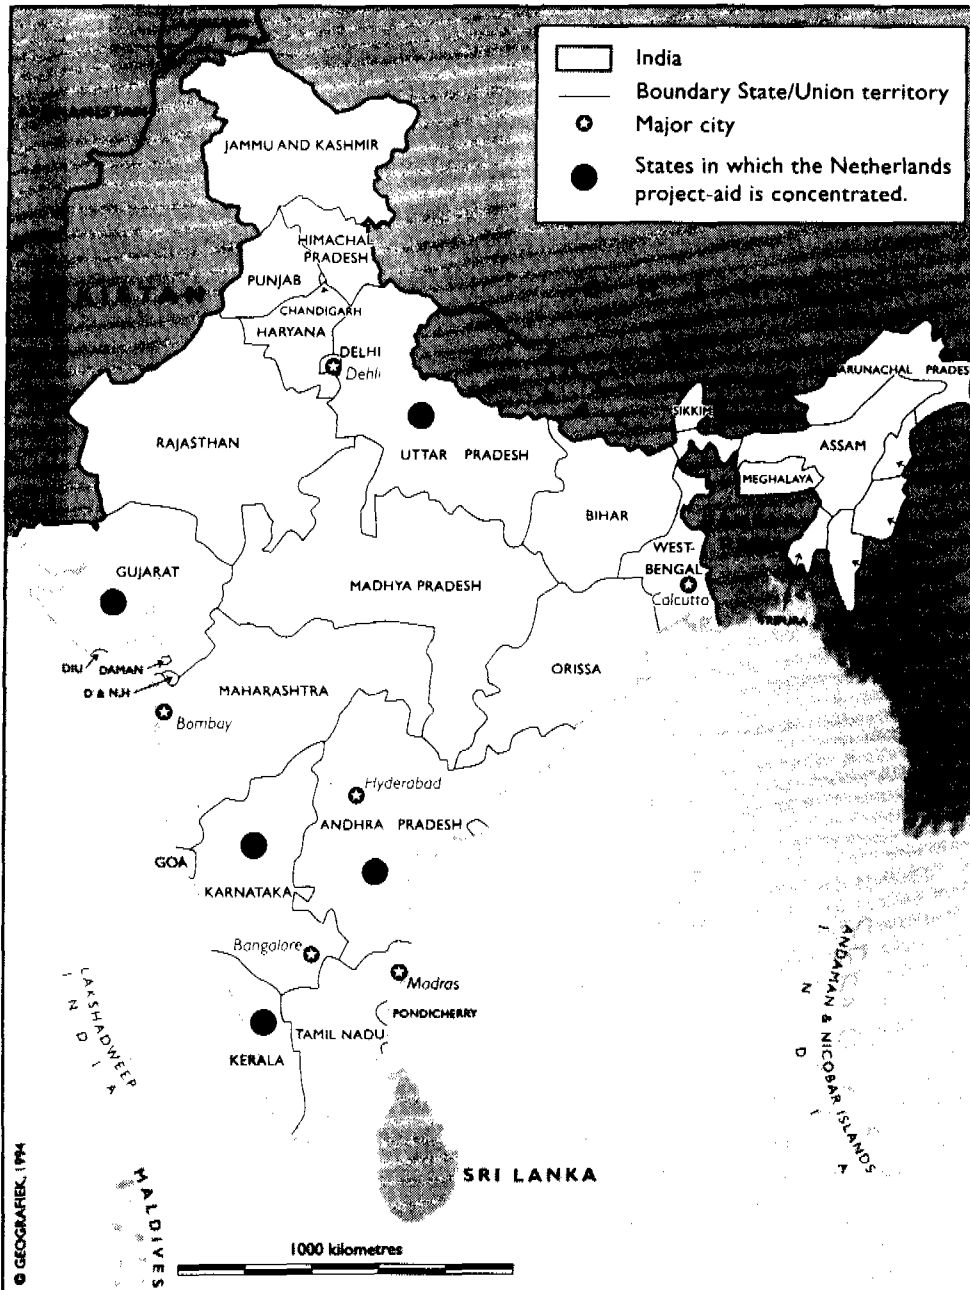 India
Boundary State/Union territory
Major city
States in which the Netherlands
project-aid is concentrated.
JAMMU AND KASHMIR
HIMACHAL
PRADESH
PUNJAB
CHANDIGARH
HARYANA
DELHI
Dehli
ARUNACHAL PRADES
SIKKIM
RAJASTHAN
UTTAR PRADESH
ASSAM
MEGHALAYA
BIHAR
WEST-
BENGAL
GUJARAT
MADHYA PRADESH
Calcutta
TRIPURA
DIU
DAMAN
D & N.H
MAHARASHTRA
ORISSA
Bombay
Hyderabad
ANDHRA PRADESH
GOA
KARNATAKA
Bangalore
Madras
PONDICHERRY
TAMIL NADU
KERALA
LAKSHADWEEP
INDIA
ANDAMAN & NICOBAR ISLANDS
INDIA
SRI LANKA
MALDIVES
1000 kilometres
© GEOGRAFIEK, 1994